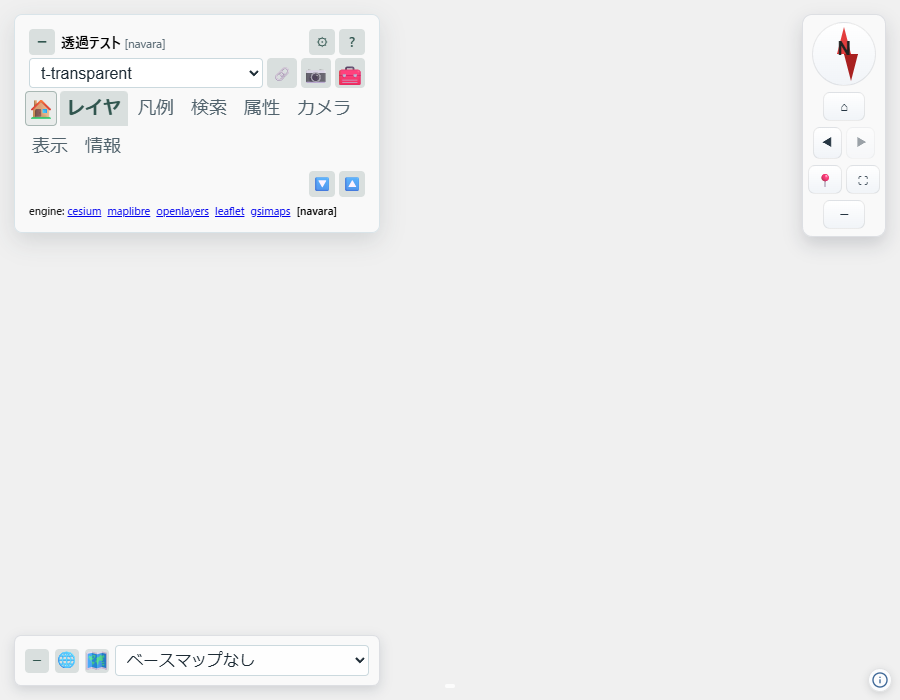 透過テスト [navara]
?
t-transparent
レイヤ 凡例 検索 属性 カメラ
表示 情報
engine: cesium maplibre openlayers leaflet gsimaps [navara]
N
ベースマップなし